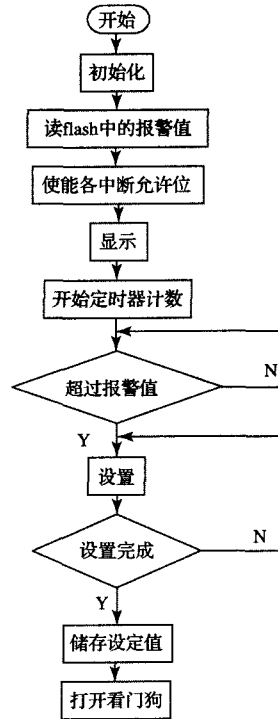 开始
初始化
读flash中的报警值
使能各中断允许位
显示
开始定时器计数
超过报警值
N
Y
设置
设置完成
N
Y
储存设定值
打开看门狗